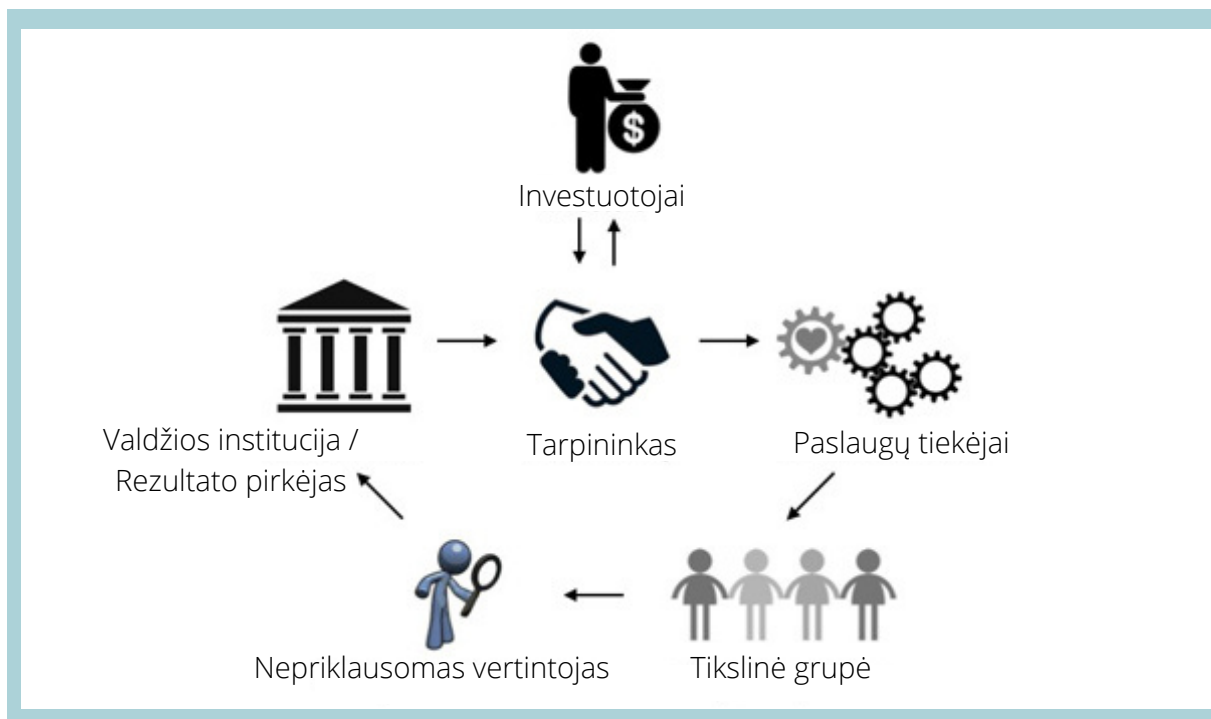 $
Investuotojai
Valdžios institucija /
Rezultato pirkėjas
Tarpininkas
Paslaugų tiekėjai
Nepriklausomas vertintojas
Tikslinė grupė